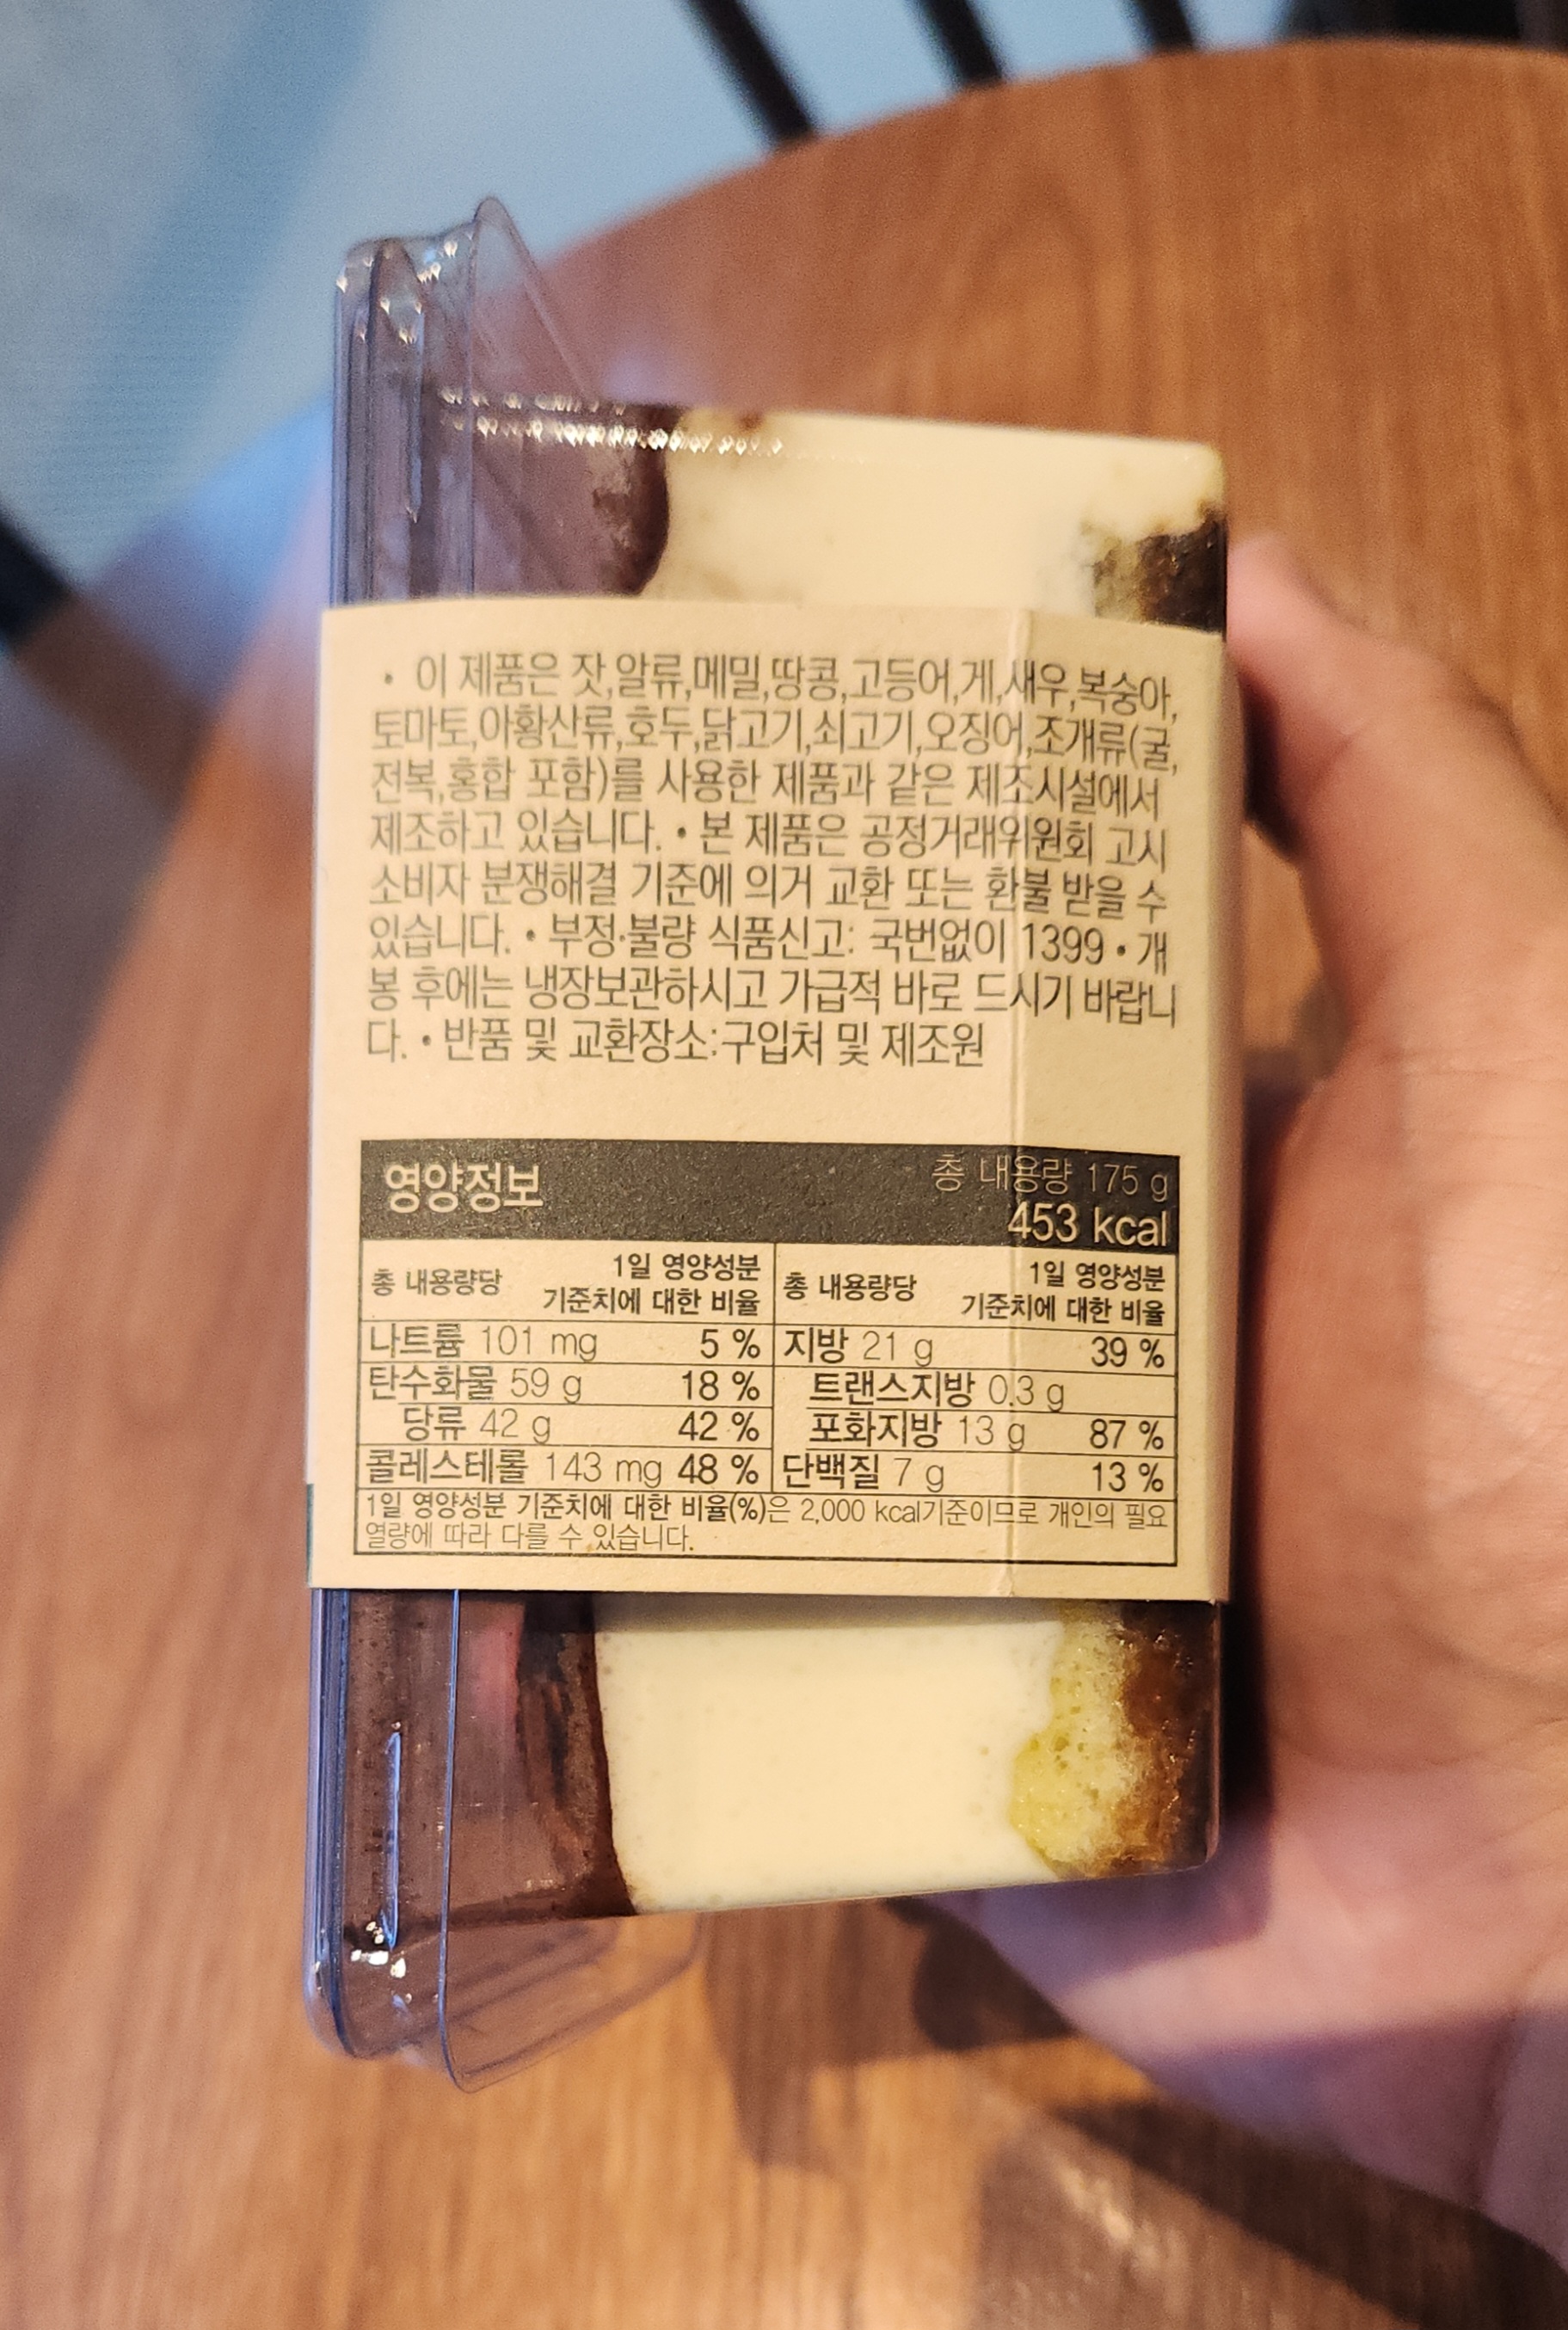 • 이 제품은 잣,알류,메밀,땅콩,고등어,게,새우,복숭아,
토마토,아황산류,호두,닭고기,쇠고기,오징어,조개류(굴,
전복,홍합 포함)를 사용한 제품과 같은 제조시설에서
제조하고 있습니다. • 본 제품은 공정거래위원회 고시
소비자 분쟁해결 기준에 의거 교환 또는 환불 받을 수
있습니다. • 부정·불량 식품신고: 국번없이 1399 • 개
봉 후에는 냉장보관하시고 가급적 바로 드시기 바랍니
다. • 반품 및 교환장소:구입처 및 제조원
영양정보
총 내용량 175 g
453 kcal
총 내용량당
1일 영양성분
기준치에 대한 비율
나트륨 101 mg 5 %
탄수화물 59 g 18 %
당류 42 g 42 %
콜레스테롤 143 mg 48 %
총 내용량당
1일 영양성분
기준치에 대한 비율
지방 21 g 39 %
트랜스지방 0.3 g
포화지방 13 g 87 %
단백질 7 g 13 %
1일 영양성분 기준치에 대한 비율(%)은 2,000 kcal기준이므로 개인의 필요
열량에 따라 다를 수 있습니다.